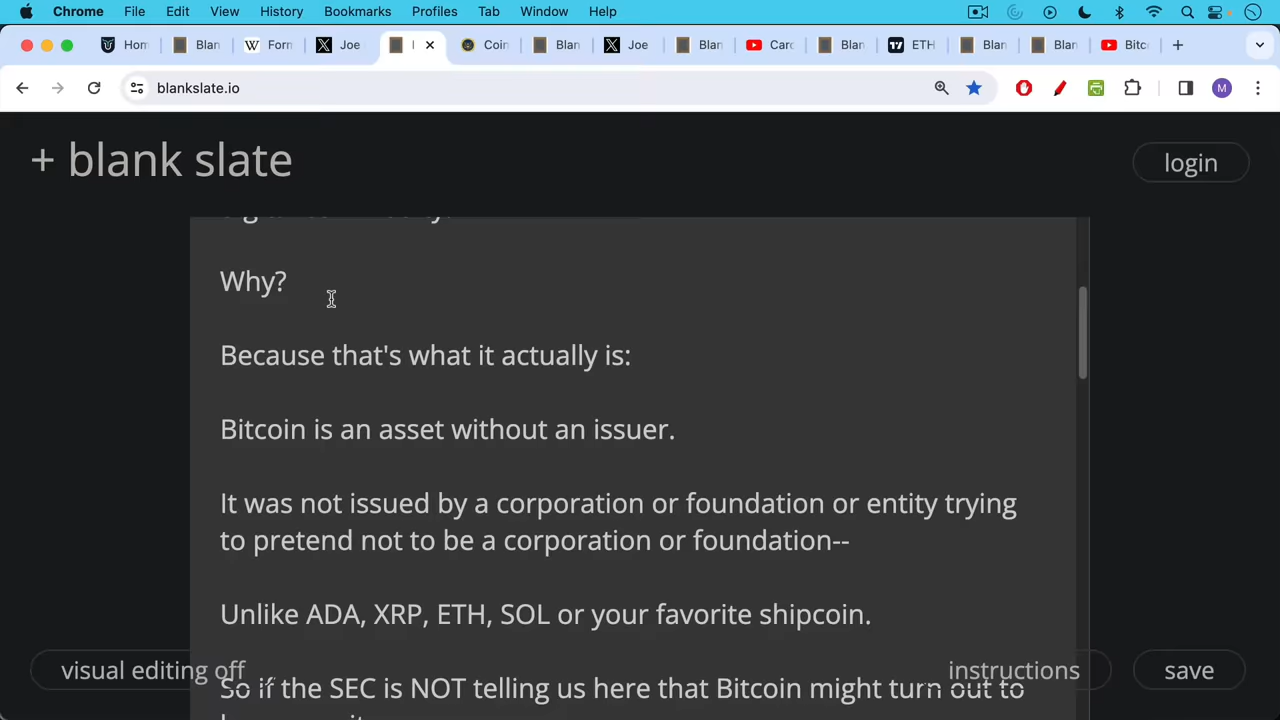 Chrome File Edit View History Bookmarks Profiles Tab Window Help
Hom Blan W Forn X Joe Coin Blan X Joe Blan Card Blan ETH Blan Blan Bitc
blankslate.io M
+ blank slate
login
Why?
Because that's what it actually is:
Bitcoin is an asset without an issuer.
It was not issued by a corporation or foundation or entity trying
to pretend not to be a corporation or foundation--
Unlike ADA, XRP, ETH, SOL or your favorite shipcoin.
visual editing off
instructions
save
So if the SEC is NOT telling us here that Bitcoin might turn out to